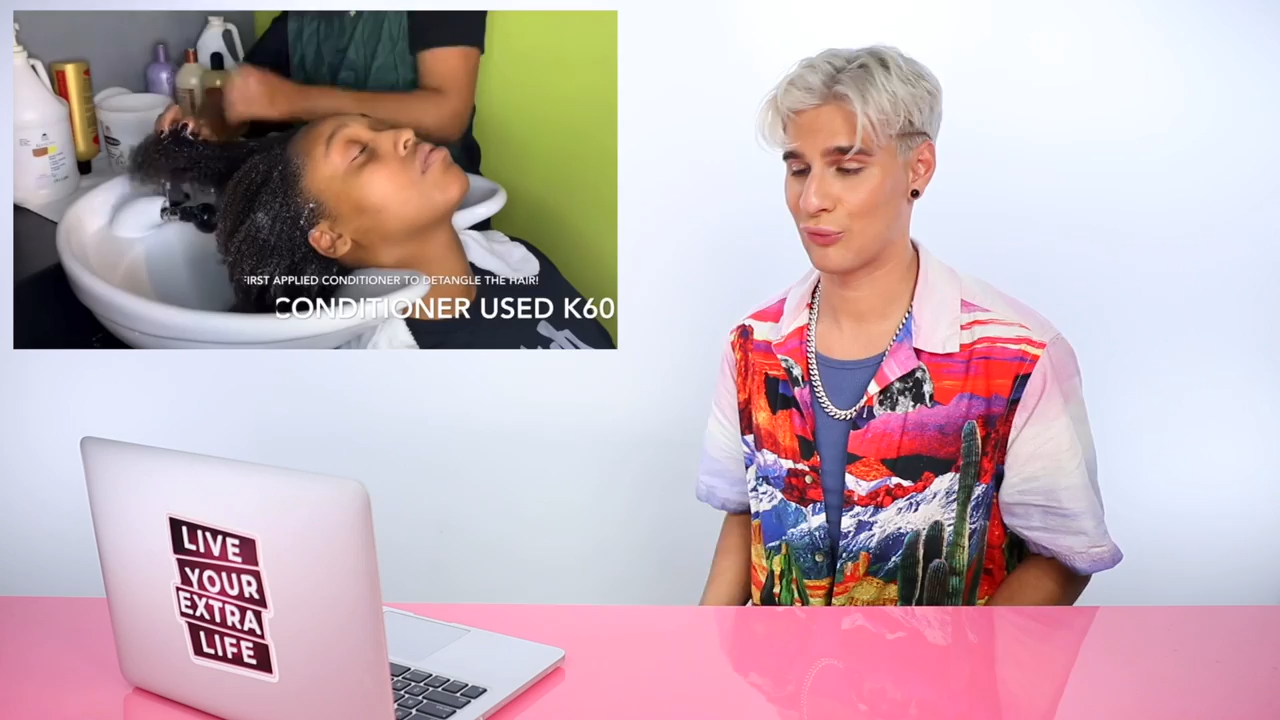 FIRST APPLIED CONDITIONER TO DETANGLE THE HAIR!
CONDITIONER USED K60
LIVE
YOUR
EXTRA
LIFE